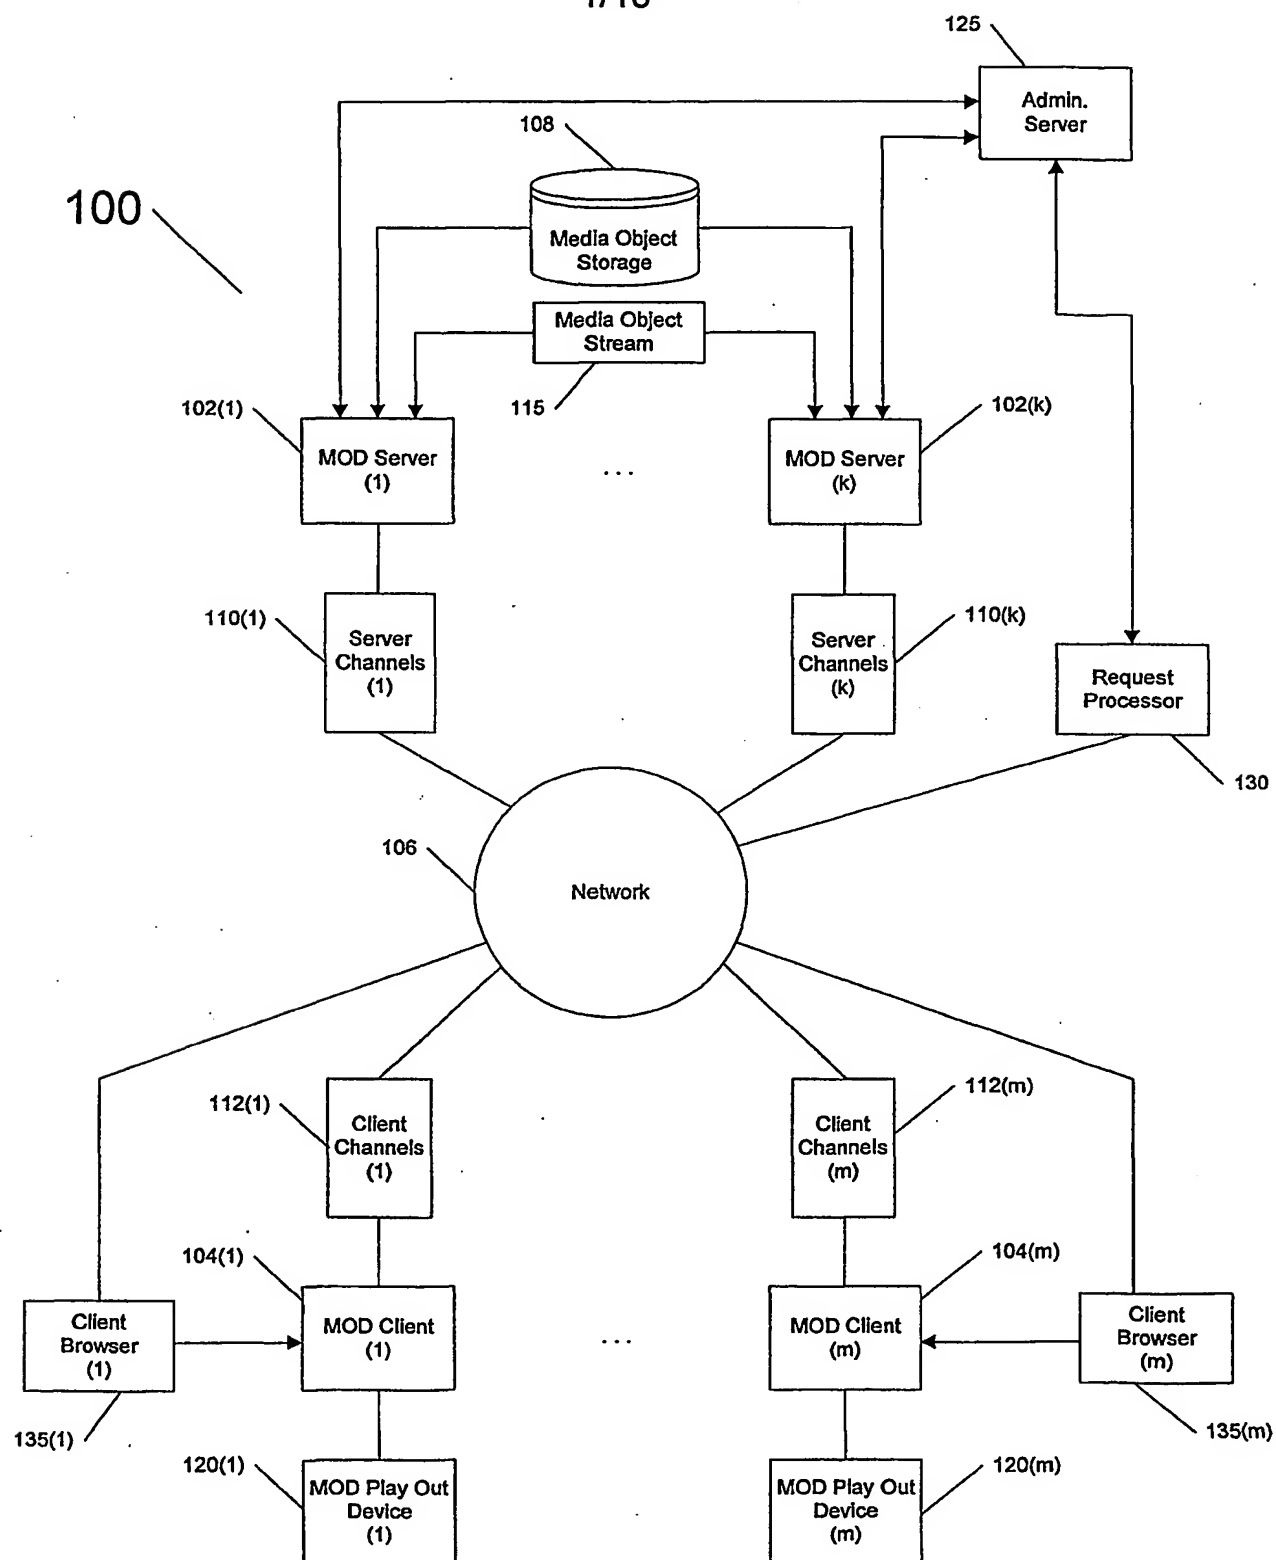 125
Admin.
Server
108
100
Media Object
Storage
Media Object
Stream
115
102(1)
102(k)
MOD Server
(1)
...
MOD Server
(k)
110(1)
110(k)
Server
Channels
(1)
Server
Channels
(k)
Request
Processor
130
106
Network
112(1)
112(m)
Client
Channels
(1)
Client
Channels
(m)
104(1)
104(m)
Client
Browser
(1)
MOD Client
(1)
...
MOD Client
(m)
Client
Browser
(m)
135(1)
135(m)
120(1)
120(m)
MOD Play Out
Device
(1)
MOD Play Out
Device
(m)